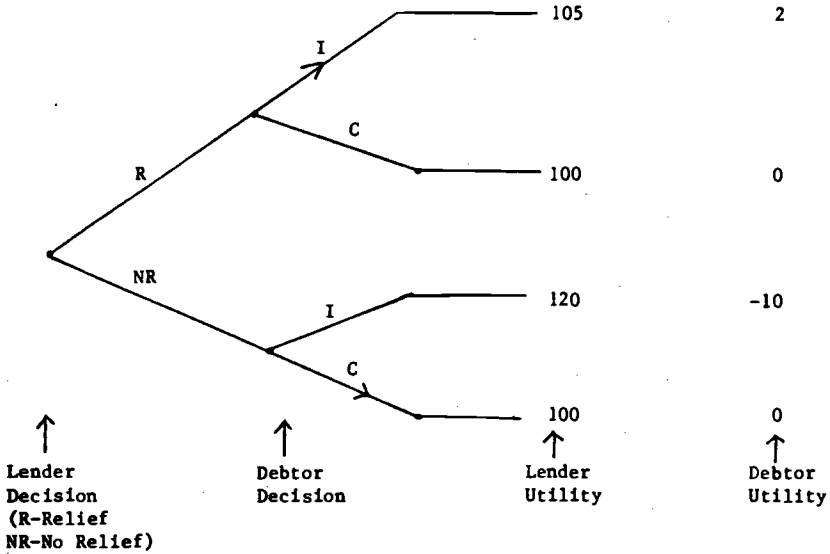 105 2
I
C
R
100 0
NR
120 -10
I
C
100 0
Lender Debtor Lender Debtor
Decision Decision Utility Utility
(R-Relief
NR-No Relief)